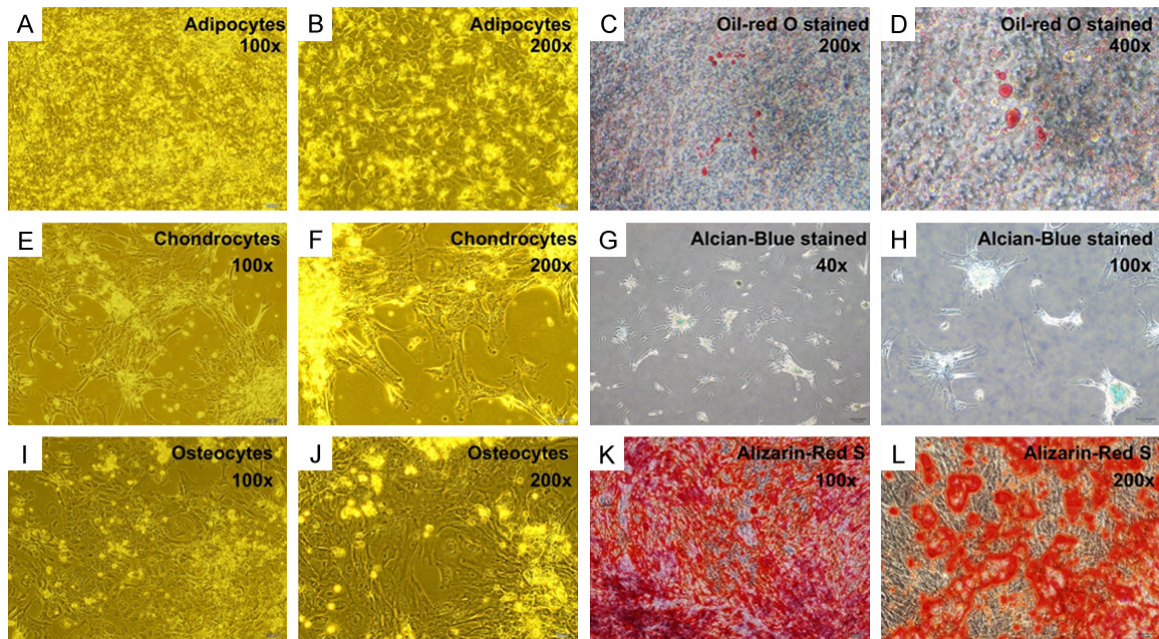 A
Adipocytes
100x
B
Adipocytes
200x
C
Oil-red O stained
200x
D
Oil-red O stained
400x
E
Chondrocytes
100x
F
Chondrocytes
200x
G
Alcian-Blue stained
40x
H
Alcian-Blue stained
100x
I
Osteocytes
100x
J
Osteocytes
200x
K
Alizarin-Red S
100x
L
Alizarin-Red S
200x